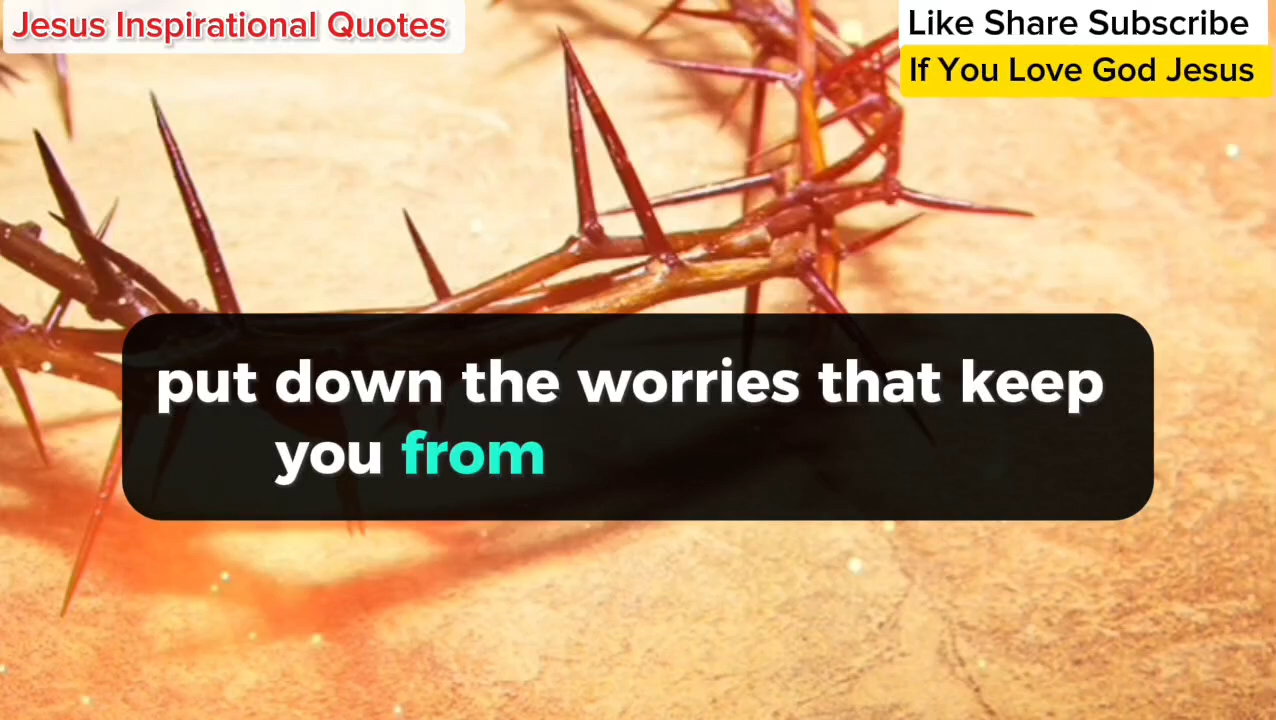 Jesus Inspirational Quotes
Like Share Subscribe
If You Love God Jesus
put down the worries that keep
you from